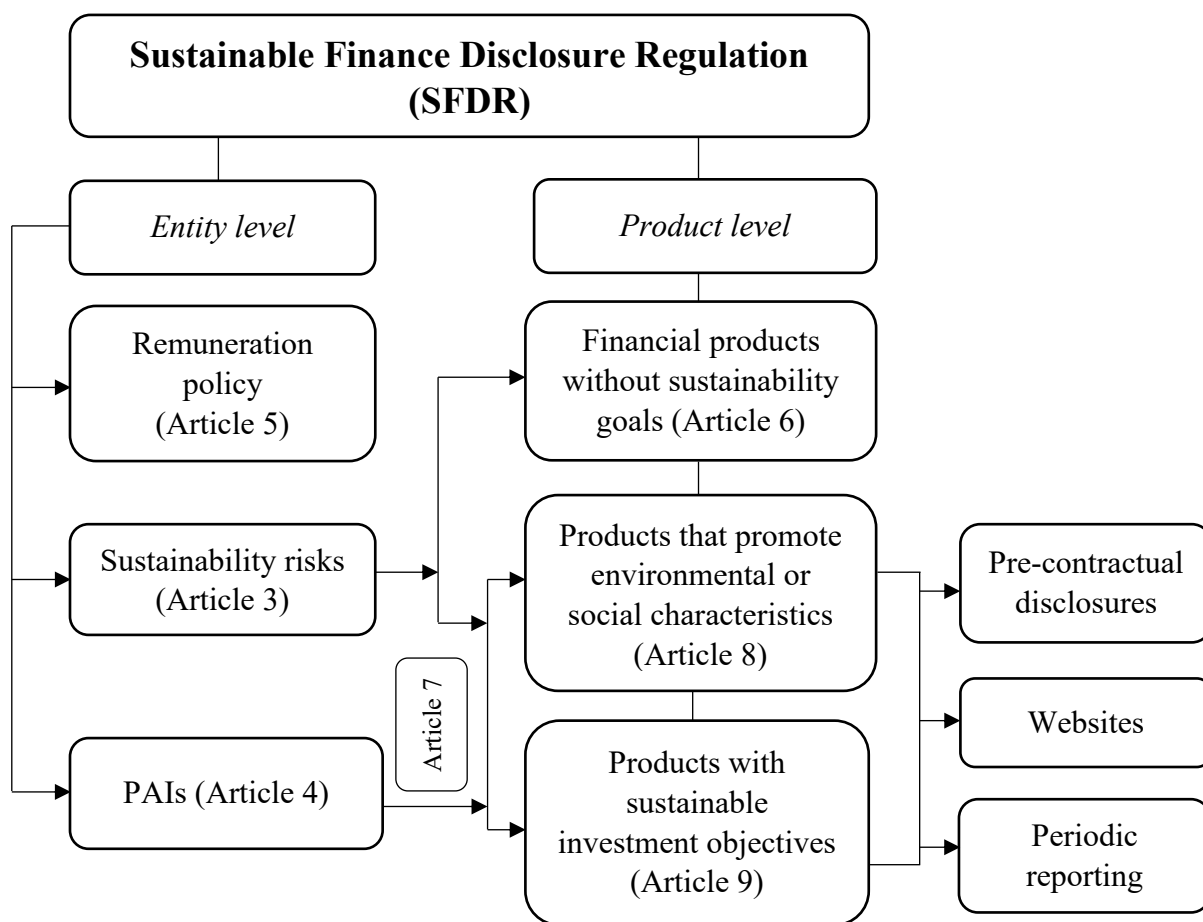 Sustainable Finance Disclosure Regulation
(SFDR)
Entity level
Product level
Remuneration
policy
(Article 5)
Financial products
without sustainability
goals (Article 6)
Sustainability risks
(Article 3)
Products that promote
environmental or
social characteristics
(Article 8)
Pre-contractual
disclosures
Article 7
Websites
PAIs (Article 4)
Products with
sustainable
investment objectives
(Article 9)
Periodic
reporting